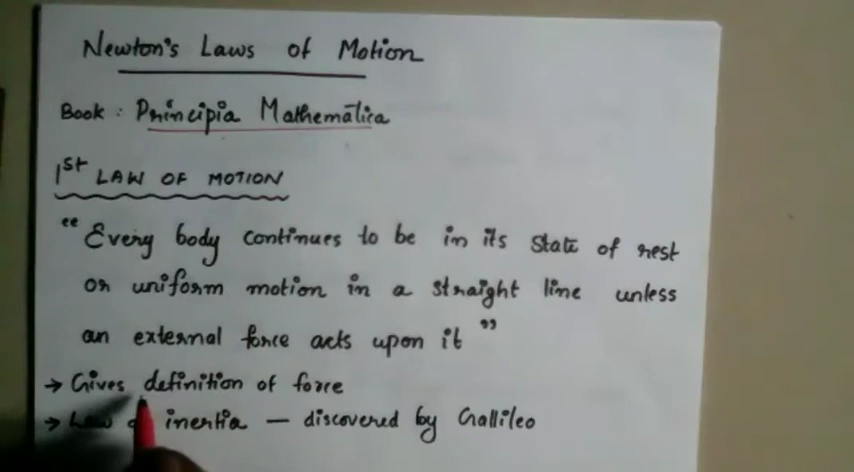 Newton's Laws of Motion
Book : Principia Mathematica
1st LAW OF MOTION
"Every body continues to be in its state of rest
or uniform motion in a straight line unless
an external force acts upon it"
→ Gives definition of force
→ Law of inertia — discovered by Gallileo